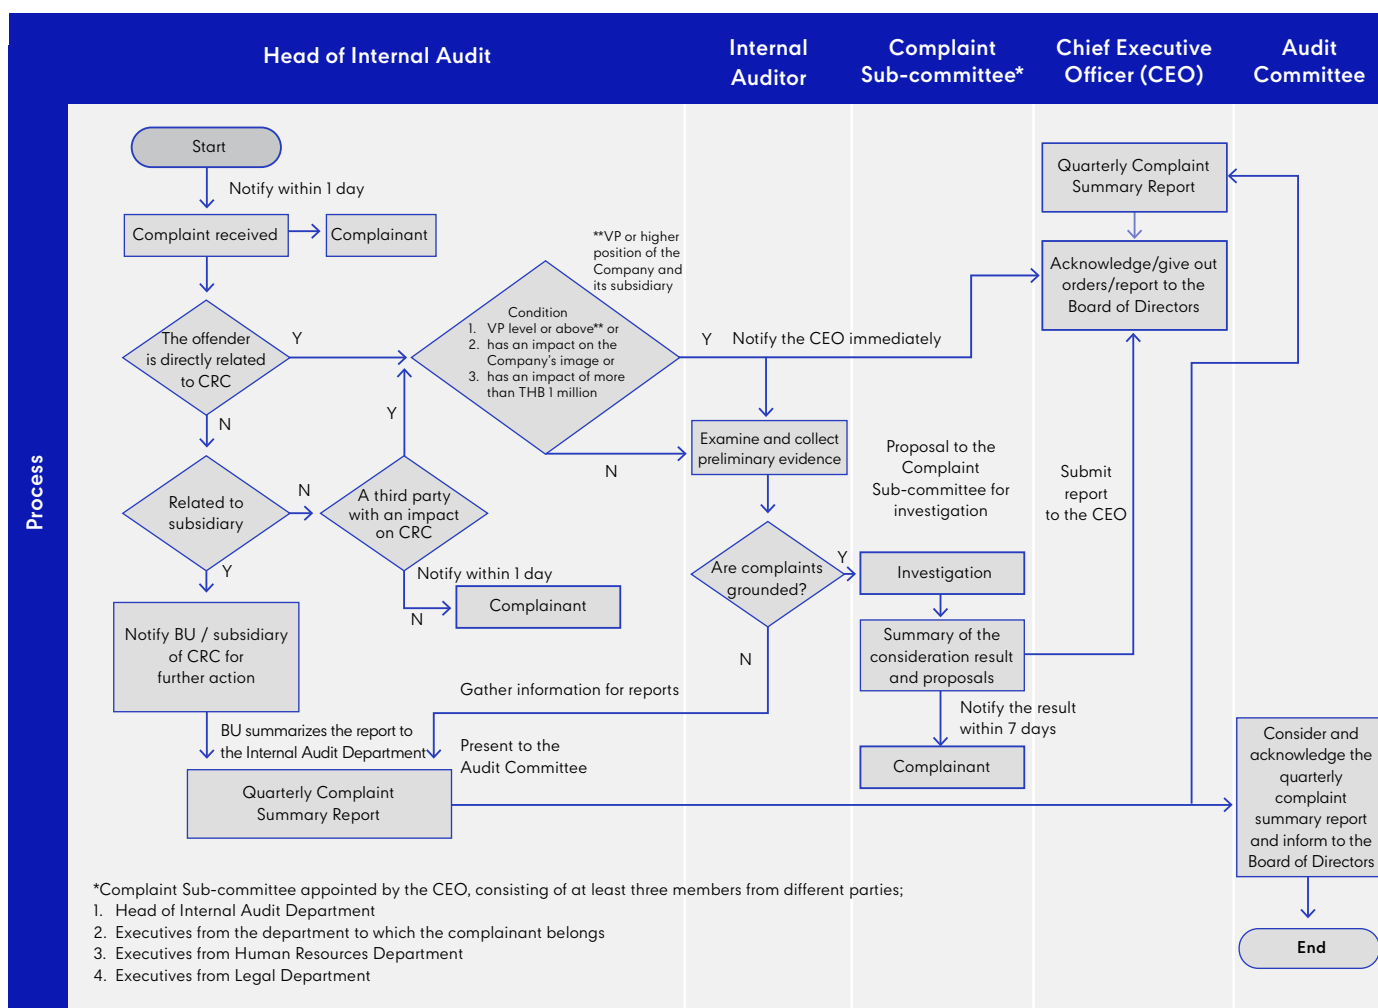 Head of Internal Audit
Internal
Auditor
Complaint
Sub-committee*
Chief Executive
Officer (CEO)
Audit
Committee
Process
Start
Notify within 1 day
Complaint received
Complainant
The offender
is directly related
to CRC
Y
N
Related to
subsidiary
N
Y
A third party
with an impact
on CRC
Y
N
Notify within 1 day
Complainant
Notify BU / subsidiary
of CRC for
further action
BU summarizes the report to
the Internal Audit Department
Quarterly Complaint
Summary Report
**VP or higher
position of the
Company and
its subsidiary
Condition
1. VP level or above** or
2. has an impact on the
Company's image or
3. has an impact of more
than THB 1 million
Y
Notify the CEO immediately
N
Examine and collect
preliminary evidence
Are complaints
grounded?
Y
N
Gather information for reports
Present to the
Audit Committee
Proposal to the
Complaint
Sub-committee for
investigation
Investigation
Summary of the
consideration result
and proposals
Notify the result
within 7 days
Complainant
Submit
report
to the CEO
Quarterly Complaint
Summary Report
Acknowledge/give out
orders/report to the
Board of Directors
Consider and
acknowledge the
quarterly
complaint
summary report
and inform to the
Board of Directors
End
*Complaint Sub-committee appointed by the CEO, consisting of at least three members from different parties;
1. Head of Internal Audit Department
2. Executives from the department to which the complainant belongs
3. Executives from Human Resources Department
4. Executives from Legal Department